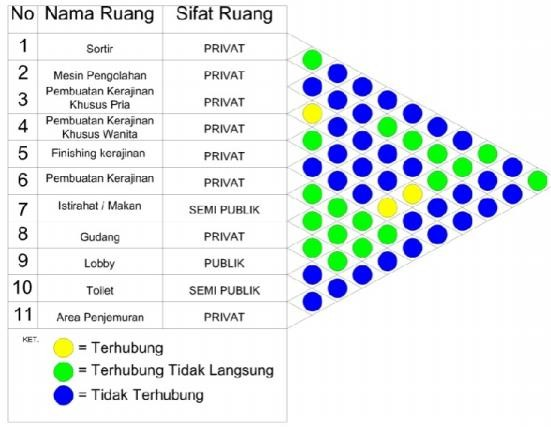 No Nama Ruang Sifat Ruang
1 Sortir PRIVAT
2 Mesin Pengolahan PRIVAT
3 Pembuatan Kerajinan Khusus Pria PRIVAT
4 Pembuatan Kerajinan Khusus Wanita PRIVAT
5 Finishing kerajinan PRIVAT
6 Pembuatan Kerajinan PRIVAT
7 Istirahat / Makan SEMI PUBLIK
8 Gudang PRIVAT
9 Lobby PUBLIK
10 Toilet SEMI PUBLIK
11 Area Penjemuran PRIVAT
KET.
= Terhubung
= Terhubung Tidak Langsung
= Tidak Terhubung